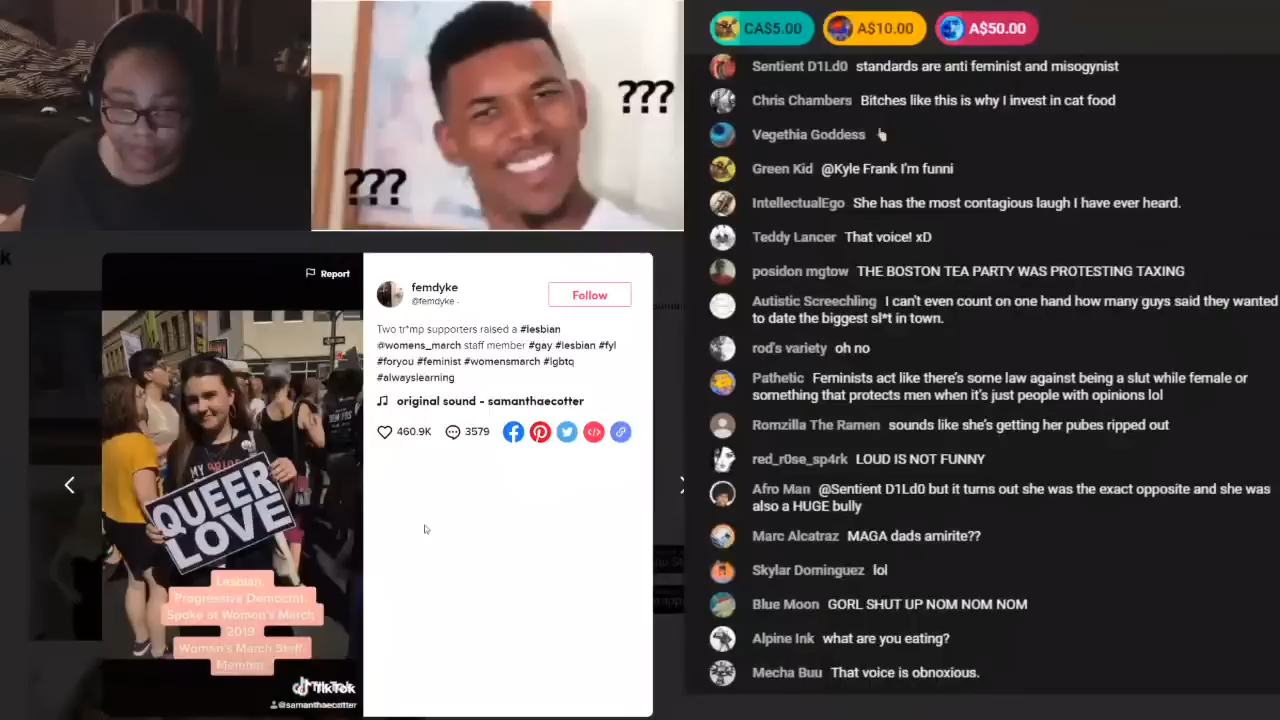 ???
???
k
Report
QUEER
LOVE
Lesbian,
Progressive Democrat,
Spoke at Women's March
2019
Women's March Staff
Member
TikTok
@samanthaecotter
femdyke
@femdyke ·
Follow
Two tr*mp supporters raised a #lesbian
@womens_march staff member #gay #lesbian #fyl
#foryou #feminist #womensmarch #lgbtq
#alwayslearning
original sound - samanthaecotter
460.9K
3579
CA$5.00
A$10.00
A$50.00
Sentient D1Ld0 standards are anti feminist and misogynist
Chris Chambers Bitches like this is why I invest in cat food
Vegethia Goddess
Green Kid @Kyle Frank I'm funni
IntellectualEgo She has the most contagious laugh I have ever heard.
Teddy Lancer That voice! xD
posidon mgtow THE BOSTON TEA PARTY WAS PROTESTING TAXING
Autistic Screechling I can't even count on one hand how many guys said they wanted
to date the biggest sl*t in town.
rod's variety oh no
Pathetic Feminists act like there's some law against being a slut while female or
something that protects men when it's just people with opinions lol
Romzilla The Ramen sounds like she's getting her pubes ripped out
red_r0se_sp4rk LOUD IS NOT FUNNY
Afro Man @Sentient D1Ld0 but it turns out she was the exact opposite and she was
also a HUGE bully
Marc Alcatraz MAGA dads amirite??
Skylar Dominguez lol
Blue Moon GORL SHUT UP NOM NOM NOM
Alpine Ink what are you eating?
Mecha Buu That voice is obnoxious.